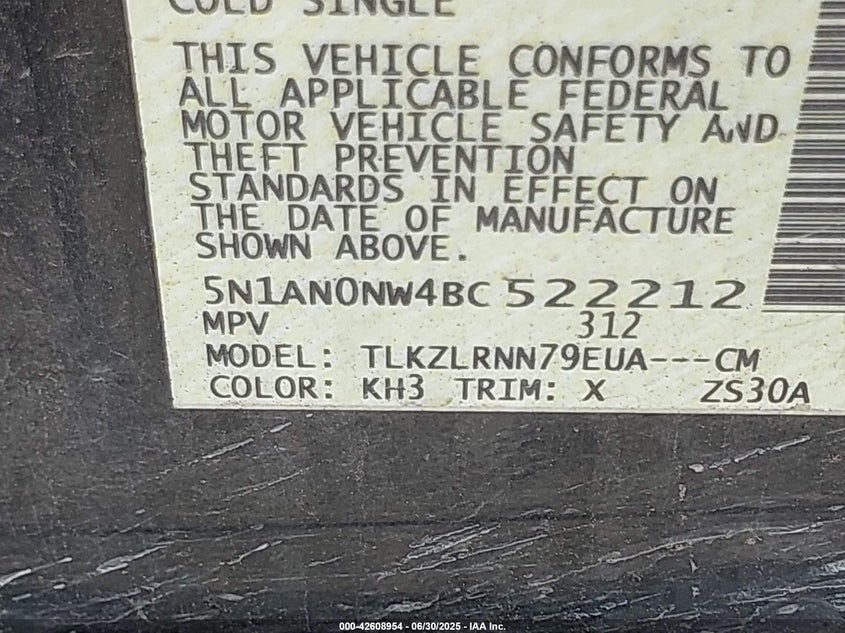 COLD SINGLE
THIS VEHICLE CONFORMS TO
ALL APPLICABLE FEDERAL
MOTOR VEHICLE SAFETY AND
THEFT PREVENTION
STANDARDS IN EFFECT ON
THE DATE OF MANUFACTURE
SHOWN ABOVE.
5N1AN0NW4BC 522212
MPV 312
MODEL: TLKZLRNN79EUA---CM
COLOR: KH3 TRIM: X ZS30A
000-42608954 - 06/30/2025 - IAA Inc.